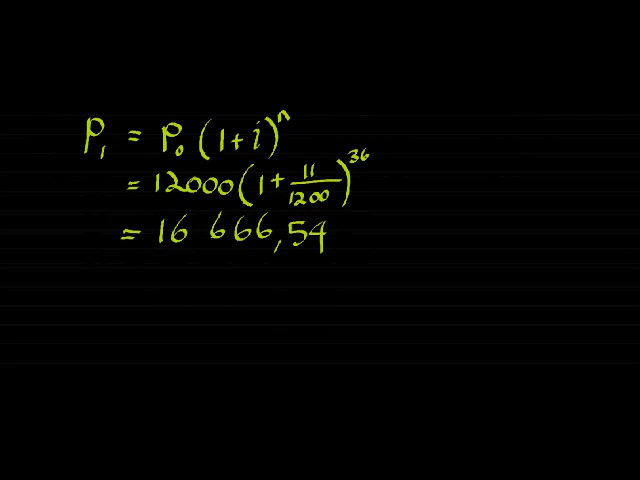 P₁ = P₀ (1 + i)ⁿ
= 12000 (1 + 11/1200)³⁶
= 16 666,54